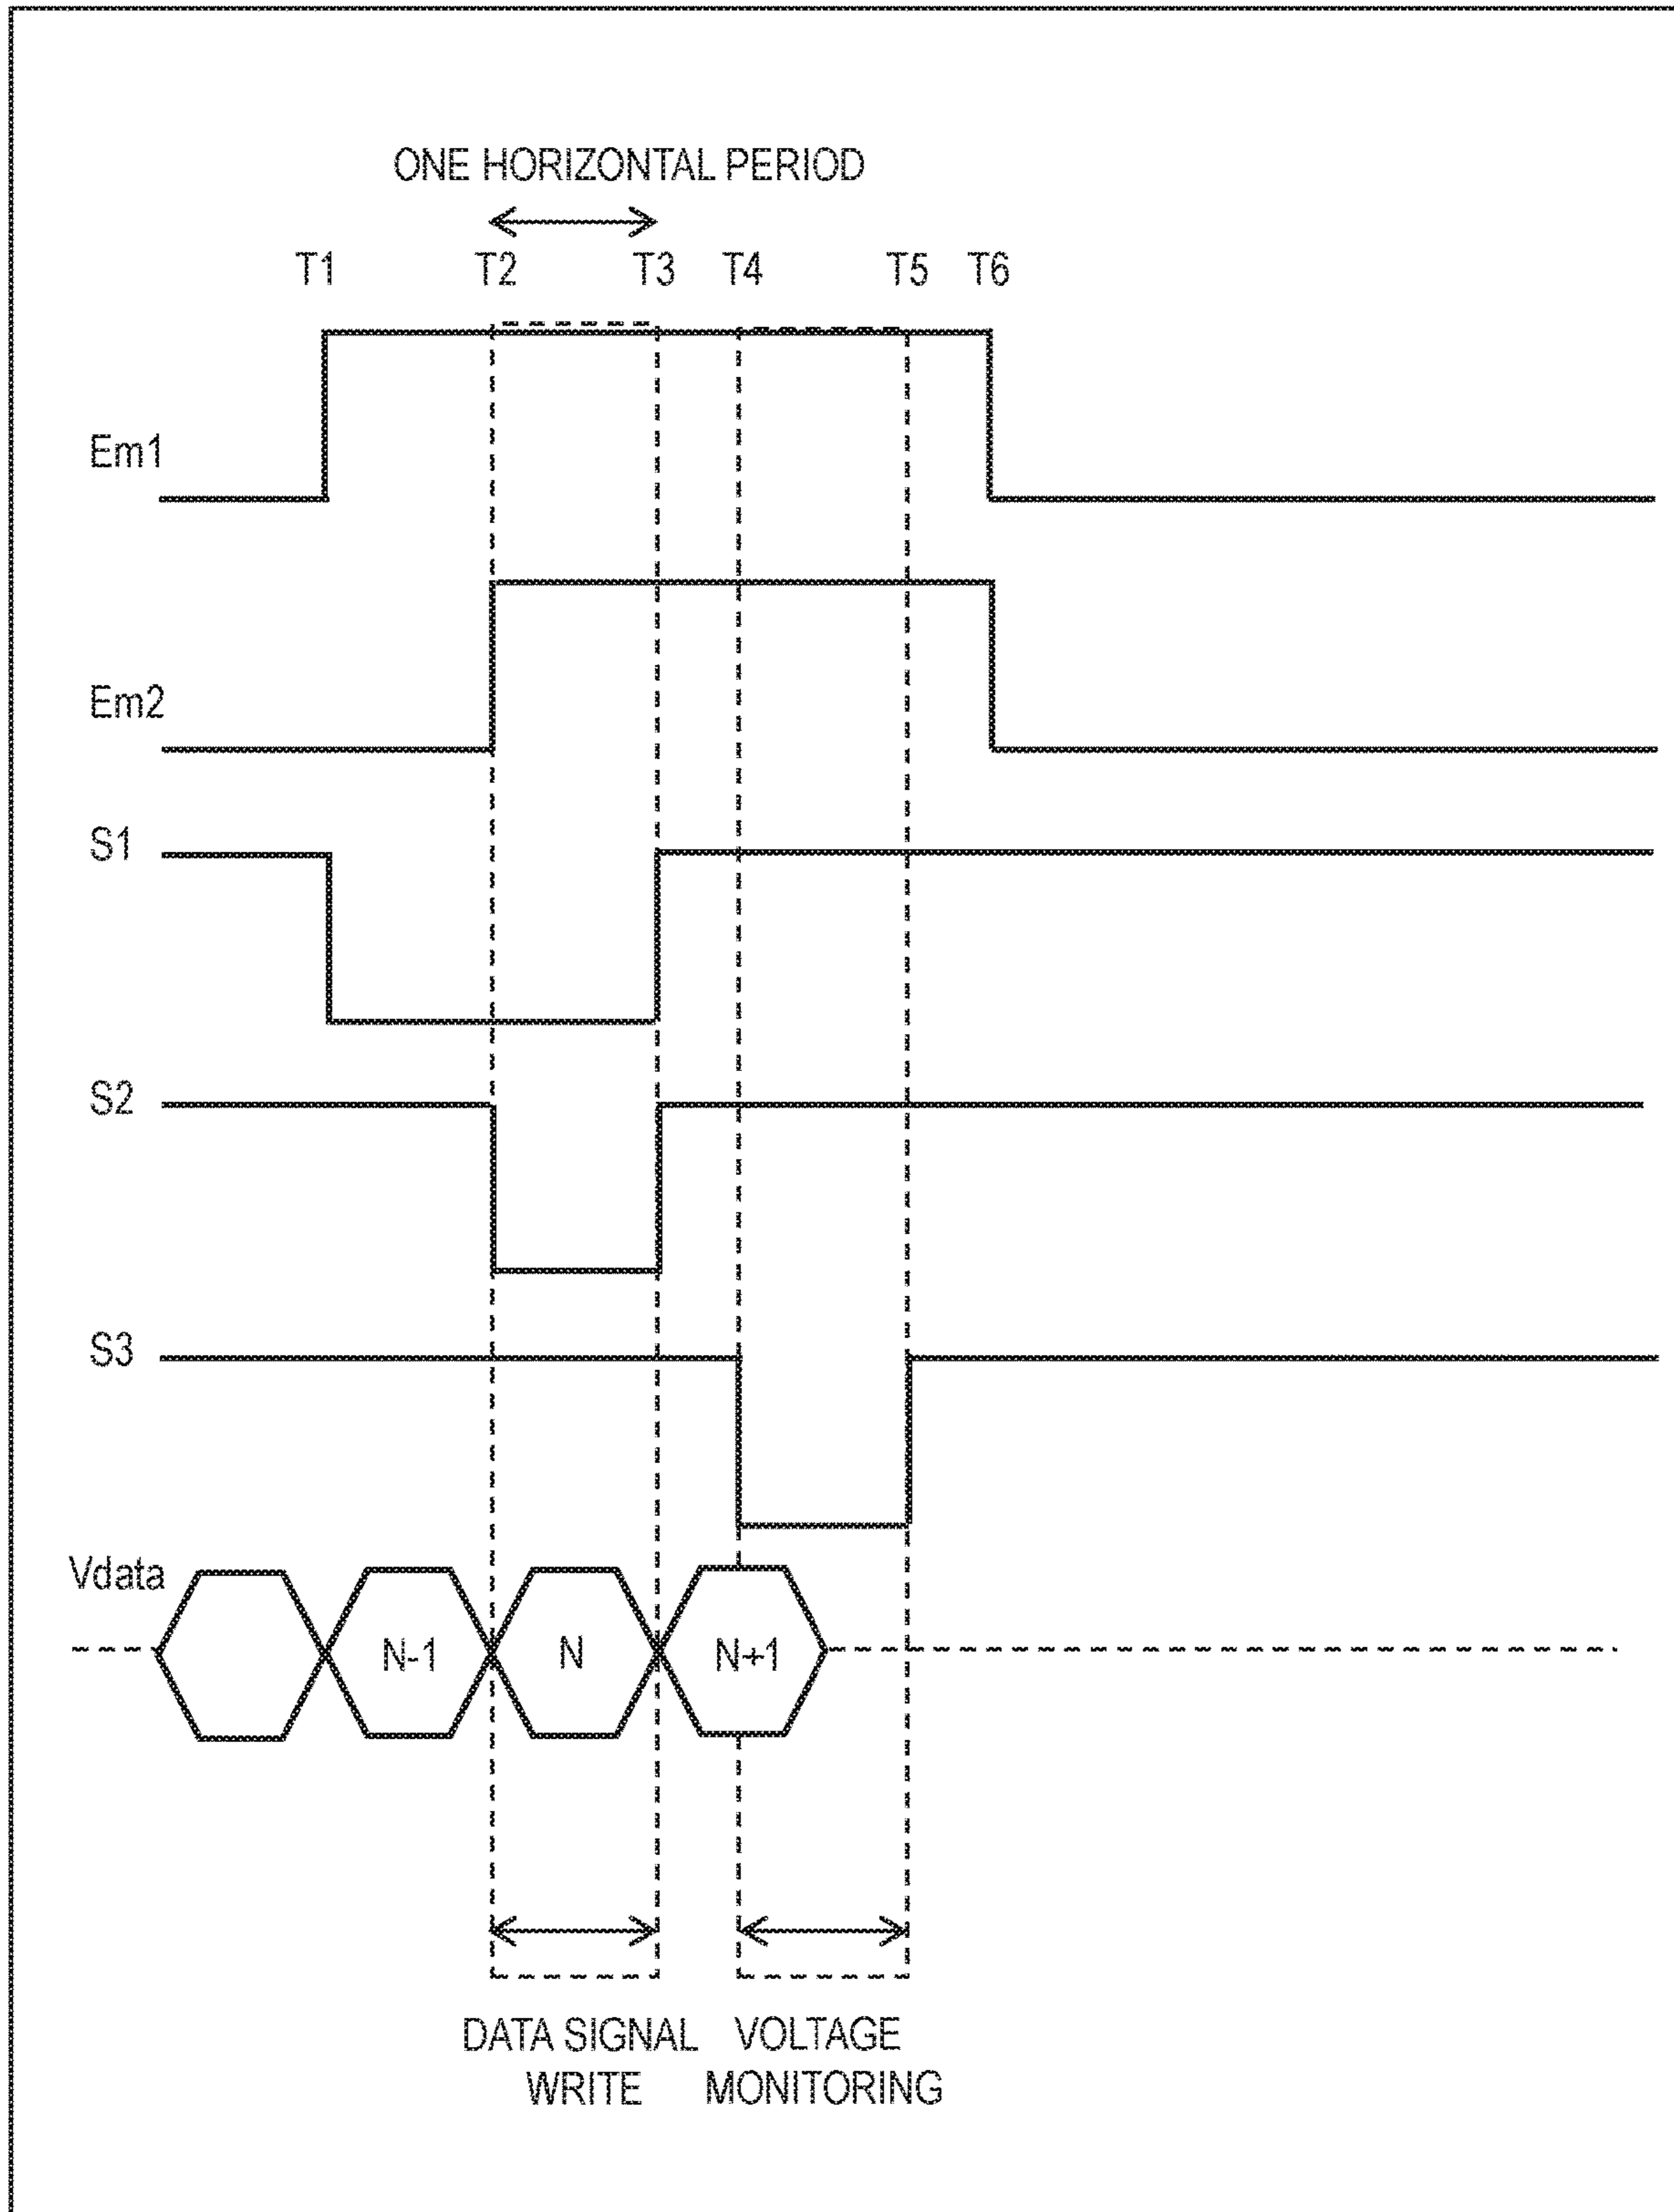 ONE HORIZONTAL PERIOD
T1 T2 T3 T4 T5 T6
Em1
Em2
S1
S2
S3
Vdata
N-1 N N+1
DATA SIGNAL VOLTAGE
WRITE MONITORING